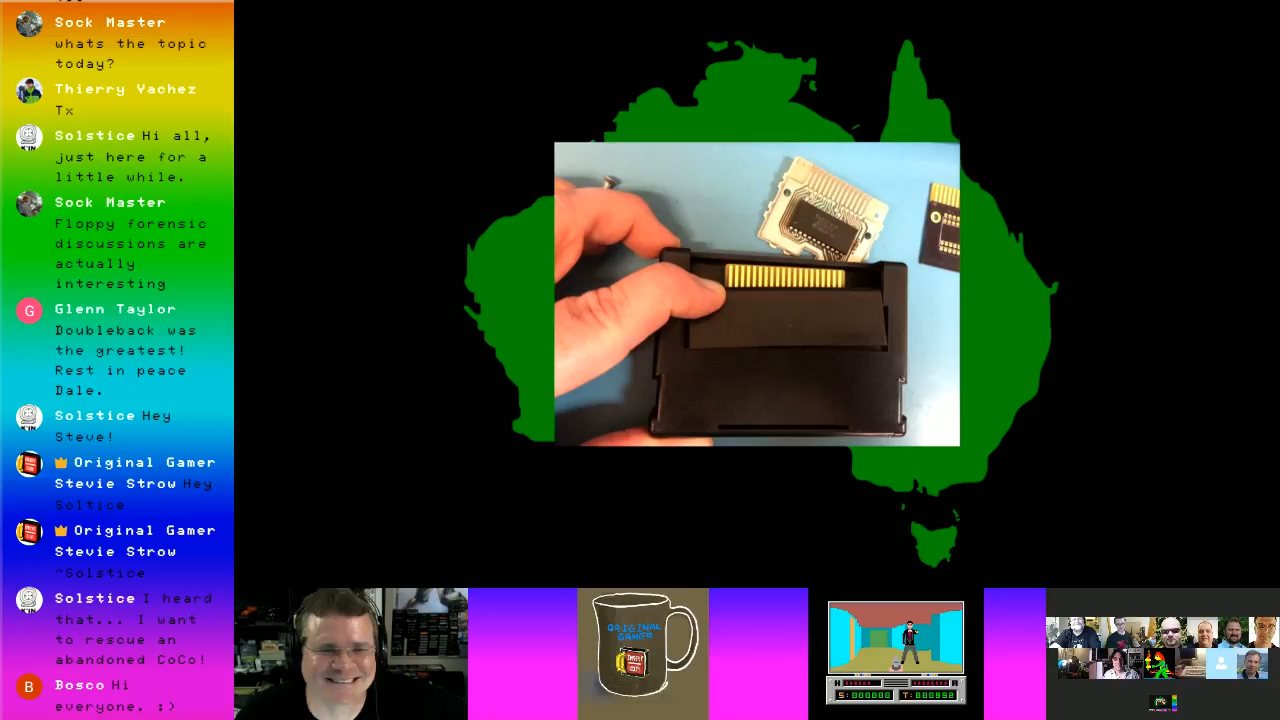 Sock Master
whats the topic
today?
Thierry Vachez
Tx
Solstice Hi all,
just here for a
little while.
Sock Master
Floppy forensic
discussions are
actually
interesting
G Glenn Taylor
Doubleback was
the greatest!
Rest in peace
Dale.
Solstice Hey
Steve!
Original Gamer
Stevie Strow Hey
Soltice
Original Gamer
Stevie Strow
^Solstice
Solstice I heard
that... I want
to rescue an
abandoned CoCo!
B Bosco Hi
everyone. :)
ORIGINAL
GAMER
S:000000 T:000992